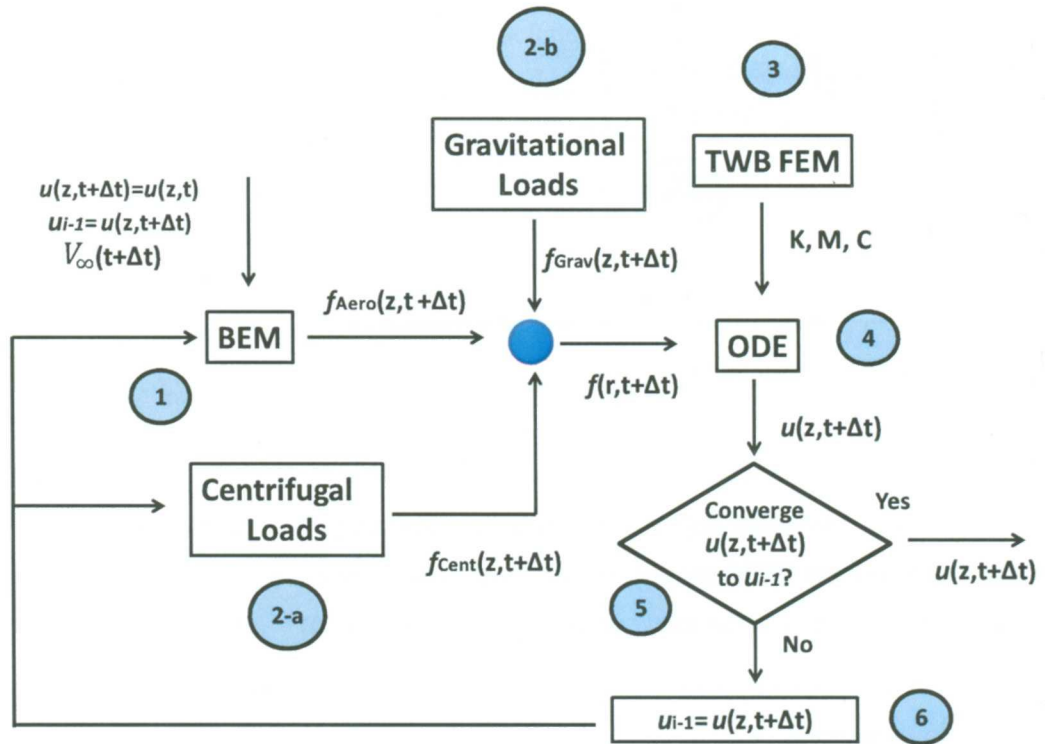 2-b
3
Gravitational
Loads
TWB FEM
u(z,t+Δt)=u(z,t)
ui-1= u(z,t+Δt)
V∞(t+Δt)
K, M, C
fGrav(z,t+Δt)
fAero(z,t+Δt)
BEM
ODE
4
1
f(r,t+Δt)
u(z,t+Δt)
Centrifugal
Loads
Converge
u(z,t+Δt)
to ui-1?
Yes
fCent(z,t+Δt)
u(z,t+Δt)
2-a
5
No
ui-1= u(z,t+Δt)
6